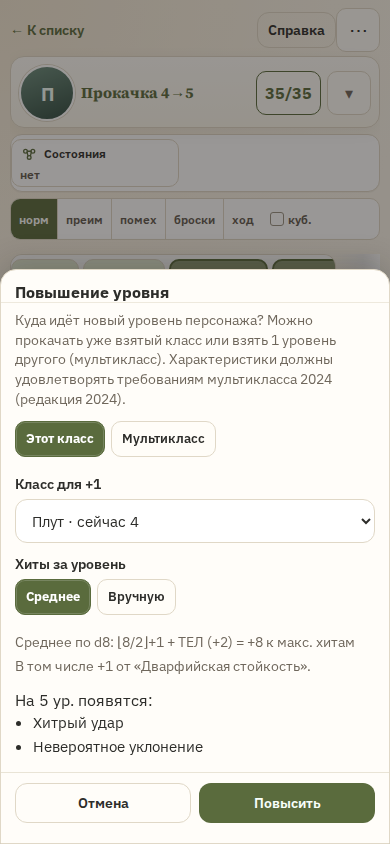 ← К списку
Справка
...
П
Прокачка 4→5
35/35
▼
Состояния
нет
норм
преим
помех
броски
ход
куб.
Повышение уровня
Куда идёт новый уровень персонажа? Можно
прокачать уже взятый класс или взять 1 уровень
другого (мультикласс). Характеристики должны
удовлетворять требованиям мультикласса 2024
(редакция 2024).
Этот класс
Мультикласс
Класс для +1
Плут · сейчас 4
Хиты за уровень
Среднее
Вручную
Среднее по d8: ⌊8/2⌋+1 + ТЕЛ (+2) = +8 к макс. хитам
В том числе +1 от «Дварфийская стойкость».
На 5 ур. появятся:
• Хитрый удар
• Невероятное уклонение
Отмена
Повысить